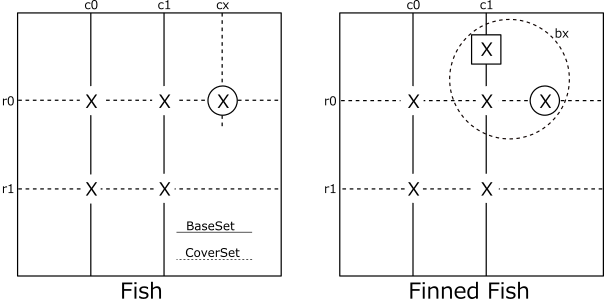 c0 c1 cx
r0 X X X
r1 X X
BaseSet
CoverSet
Fish
c0 c1
X bx
r0 X X X
r1 X X
Finned Fish